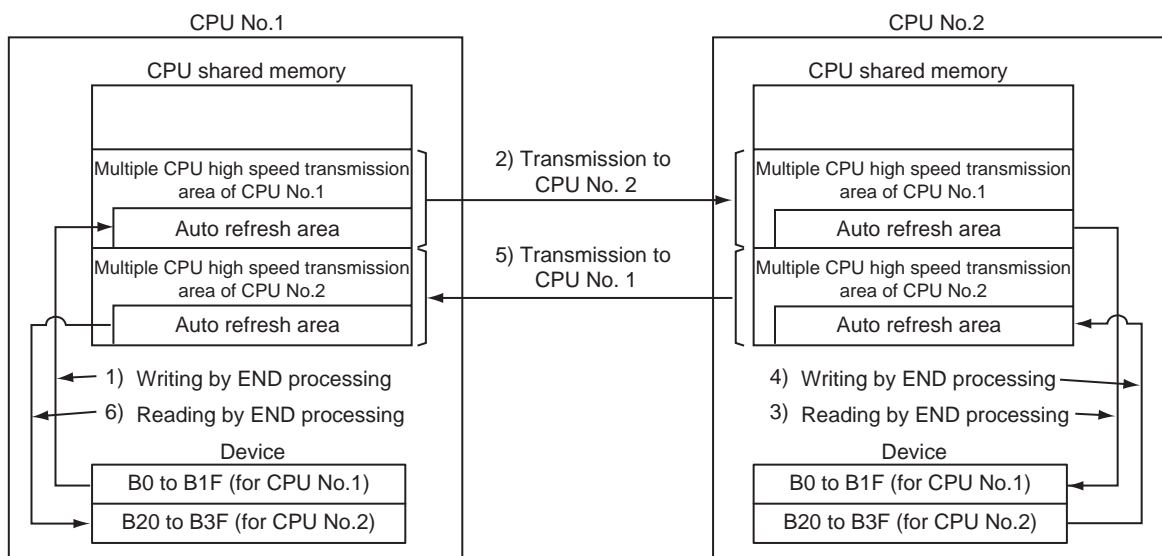 CPU No.1
CPU shared memory
Multiple CPU high speed transmission
area of CPU No.1
Auto refresh area
Multiple CPU high speed transmission
area of CPU No.2
Auto refresh area
1) Writing by END processing
6) Reading by END processing
Device
B0 to B1F (for CPU No.1)
B20 to B3F (for CPU No.2)
2) Transmission to
CPU No. 2
5) Transmission to
CPU No. 1
CPU No.2
CPU shared memory
Multiple CPU high speed transmission
area of CPU No.1
Auto refresh area
Multiple CPU high speed transmission
area of CPU No.2
Auto refresh area
4) Writing by END processing
3) Reading by END processing
Device
B0 to B1F (for CPU No.1)
B20 to B3F (for CPU No.2)